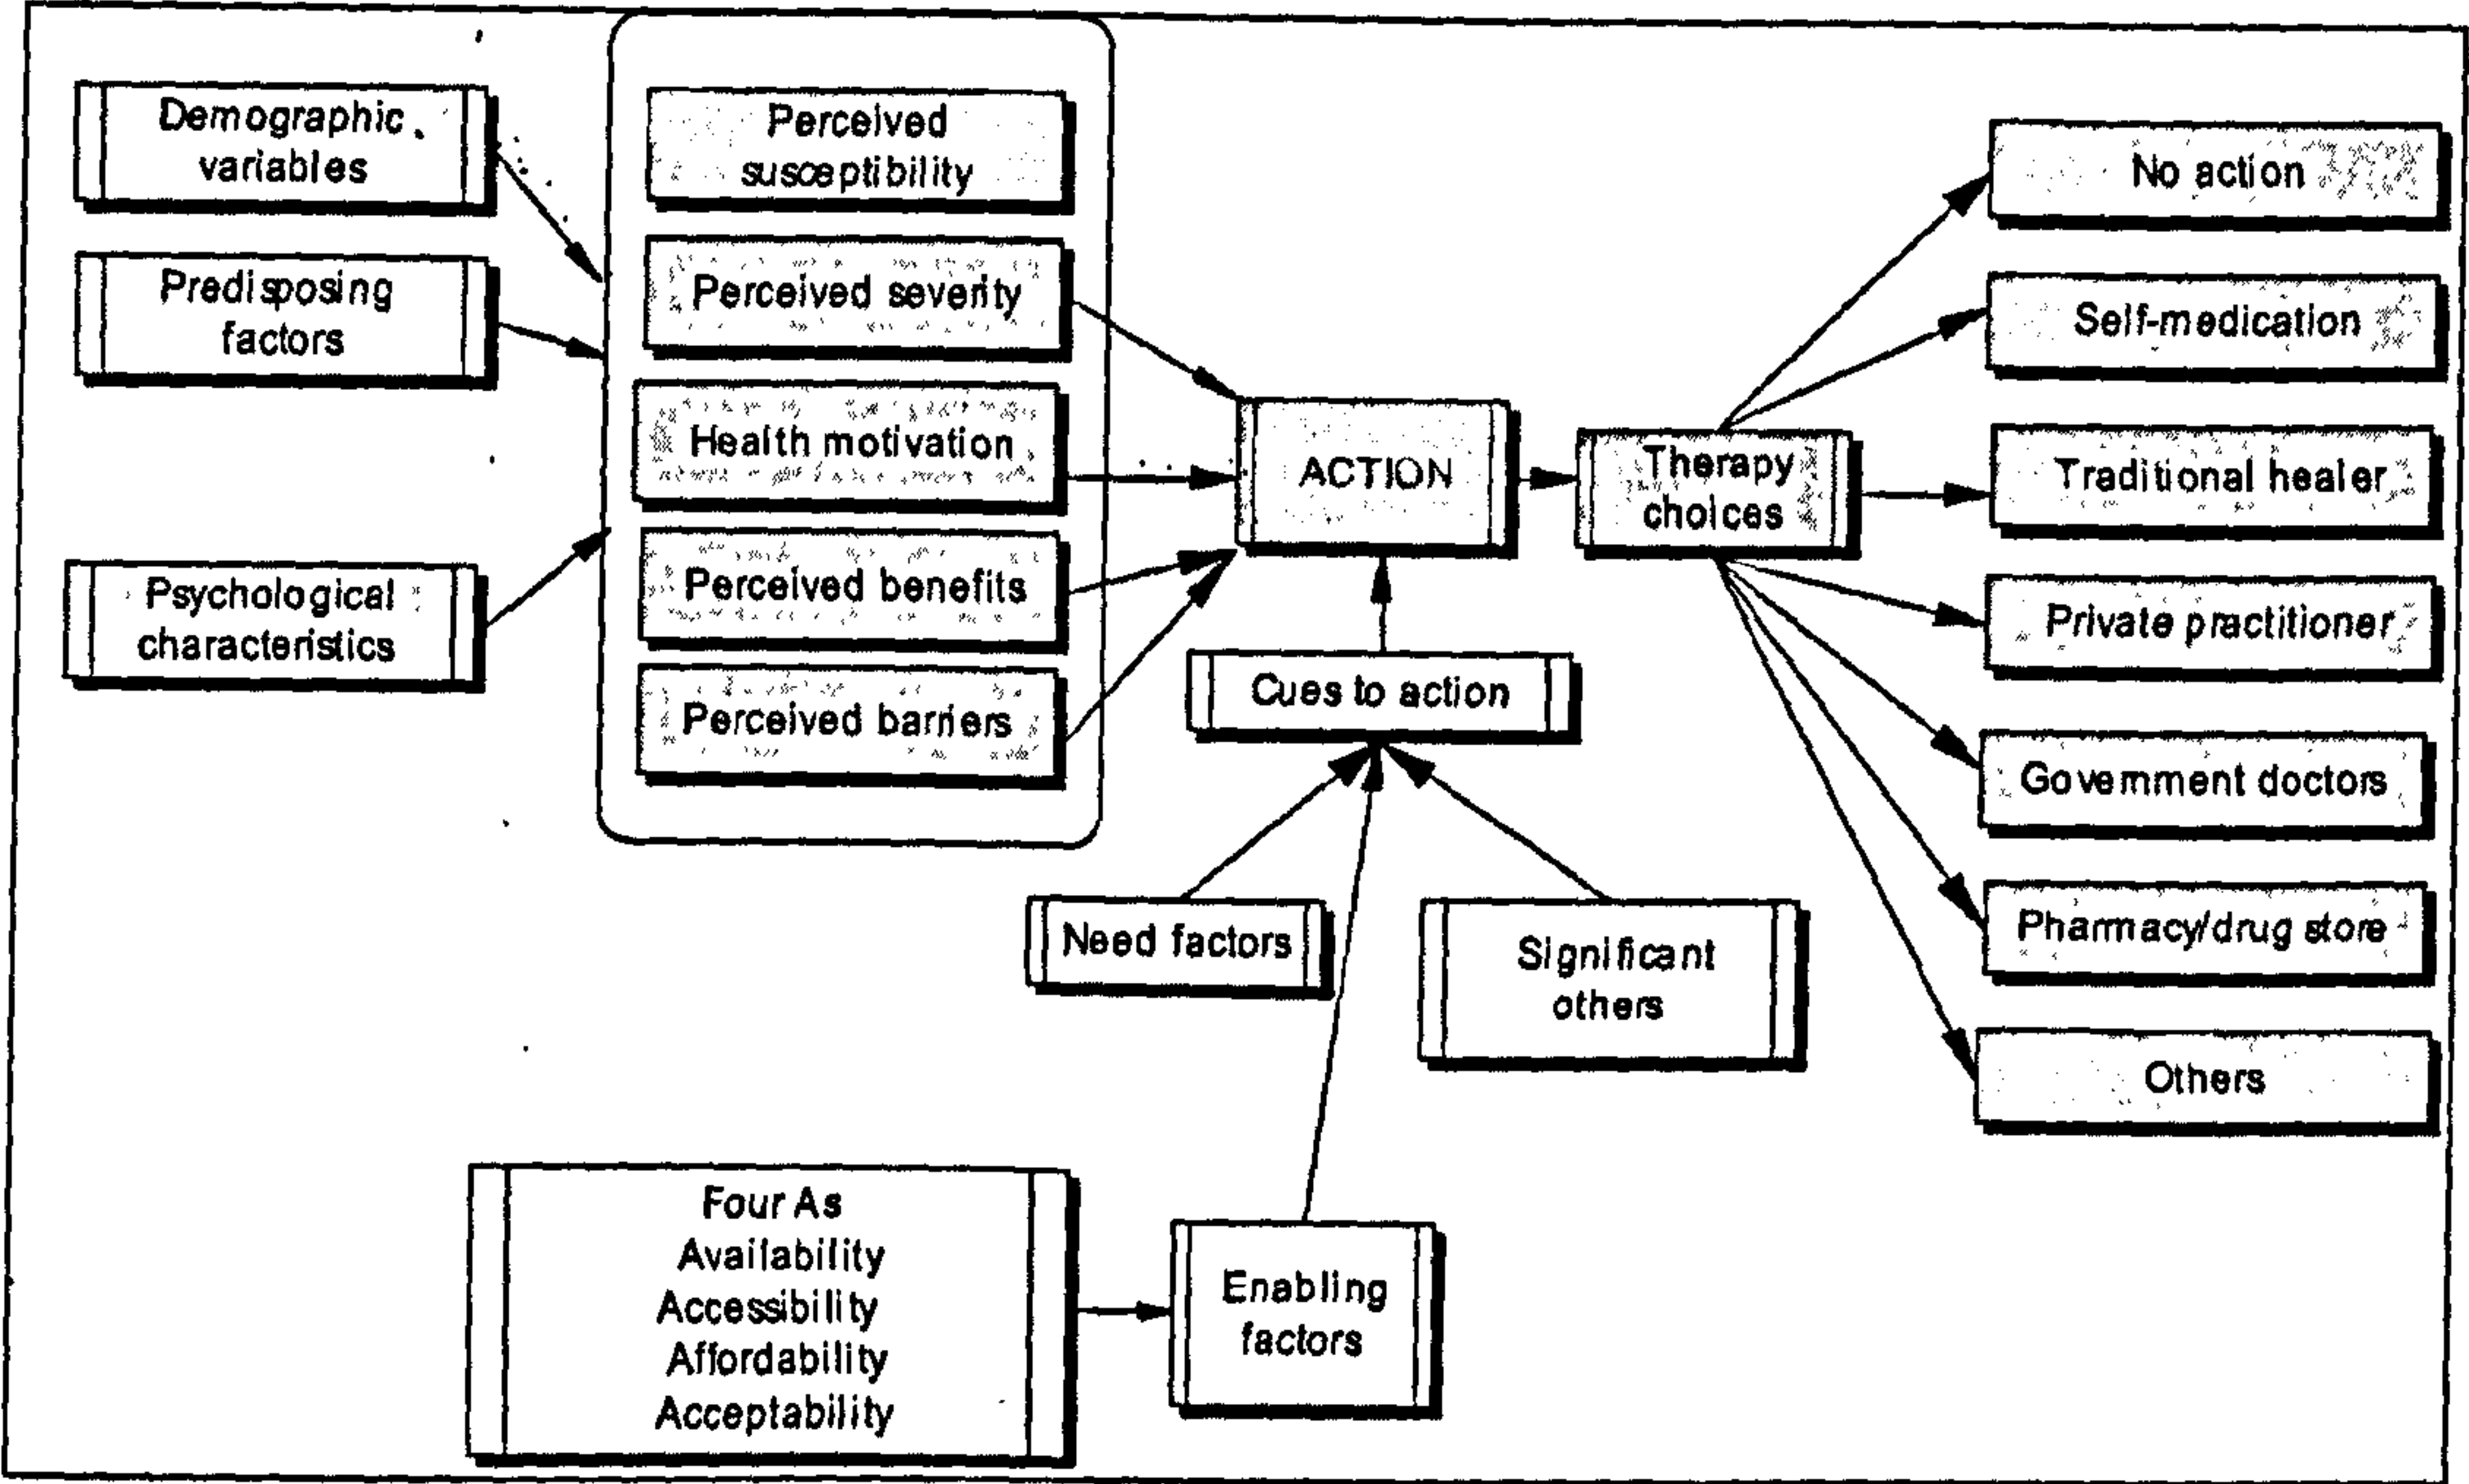 Demographic
variables
Predisposing
factors
Psychological
characteristics
Perceived
susceptibility
Perceived severity
Health motivation
Perceived benefits
Perceived barriers
ACTION
Cues to action
Need factors
Significant
others
Four As
Availability
Accessibility
Affordability
Acceptability
Enabling
factors
Therapy
choices
No action
Self-medication
Traditional healer
Private practitioner
Government doctors
Pharmacy/drug store
Others